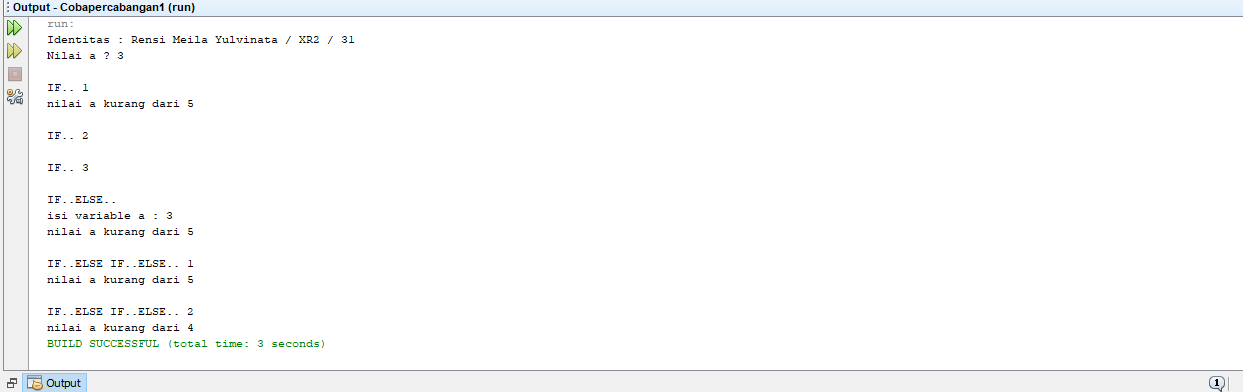 Output - Cobapercabangan1 (run)
run:
Identitas : Rensi Meila Yulvinata / XR2 / 31
Nilai a ? 3
IF.. 1
nilai a kurang dari 5
IF.. 2
IF.. 3
IF..ELSE..
isi variable a : 3
nilai a kurang dari 5
IF..ELSE IF..ELSE.. 1
nilai a kurang dari 5
IF..ELSE IF..ELSE.. 2
nilai a kurang dari 4
BUILD SUCCESSFUL (total time: 3 seconds)
Output
1